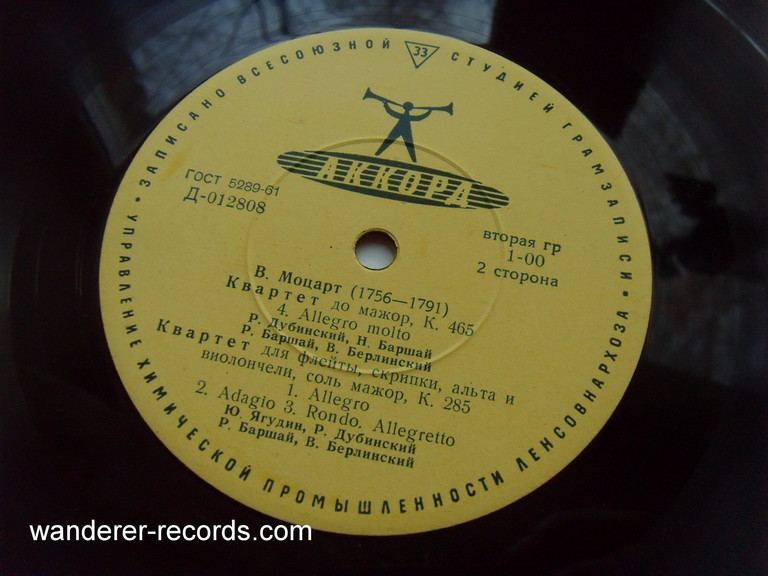 ЗАПИСАНО ВСЕСОЮЗНОЙ 33 СТУДИЕЙ ГРАМЗАПИСИ
• УПРАВЛЕНИЕ ХИМИЧЕСКОЙ ПРОМЫШЛЕННОСТИ ЛЕНСОВНАРХОЗА •
АККОРД
ГОСТ 5289-61
Д-012808
вторая гр
1-00
2 сторона
В. Моцарт (1756—1791)
Квартет до мажор, К. 465
4. Allegro molto
Р. Дубинский, Н. Баршай
Р. Баршай, В. Берлинский
Квартет для флейты, скрипки, альта и
виолончели, соль мажор, К. 285
1. Allegro
2. Adagio 3. Rondo. Allegretto
Ю. Ягудин, Р. Дубинский
Р. Баршай, В. Берлинский
wanderer-records.com